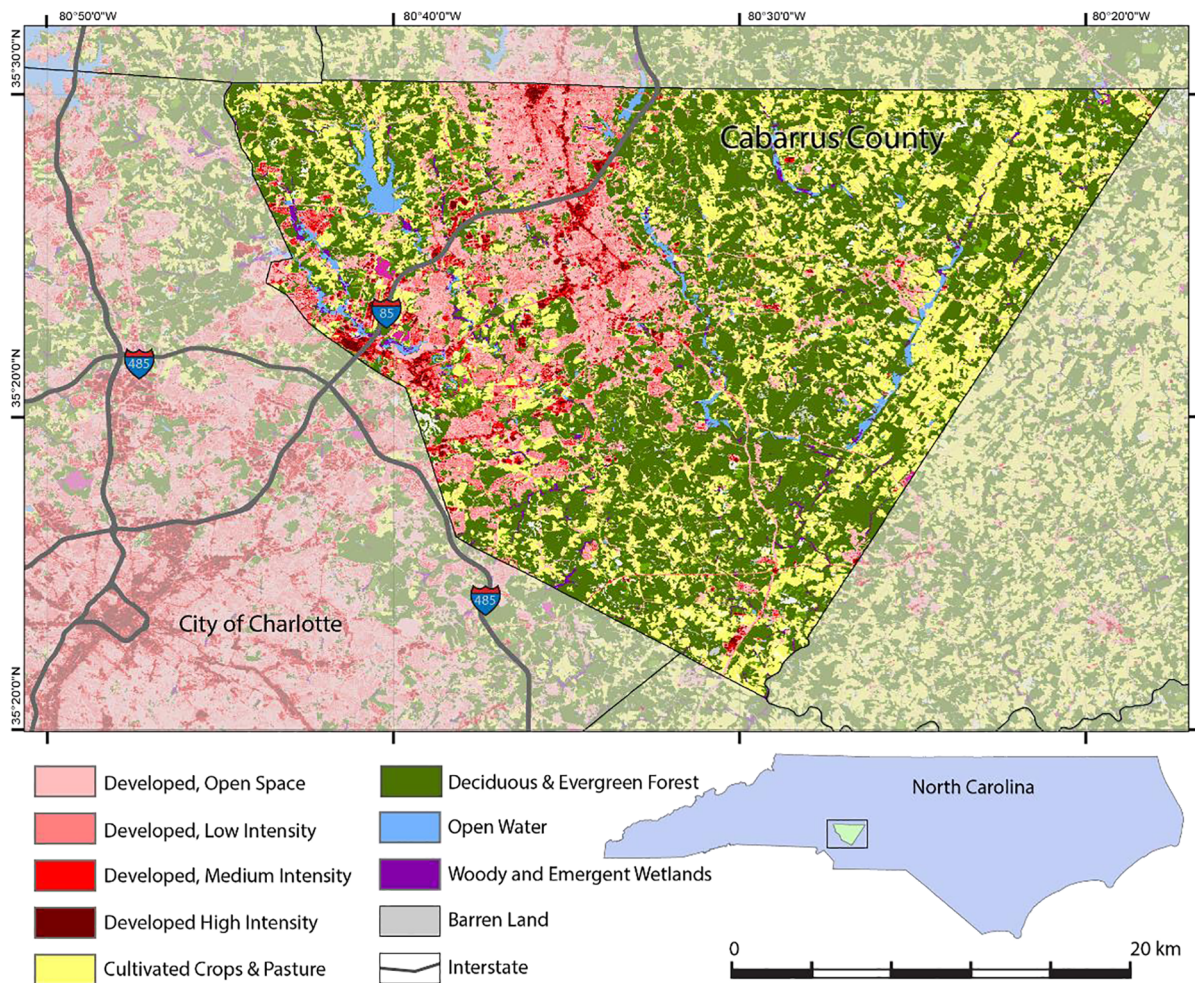 80°50'0"W 80°40'0"W 80°30'0"W 80°20'0"W
35°30'0"N
35°20'0"N
35°20'0"N
Cabarrus County
85
485
485
City of Charlotte
Developed, Open Space
Developed, Low Intensity
Developed, Medium Intensity
Developed High Intensity
Cultivated Crops & Pasture
Deciduous & Evergreen Forest
Open Water
Woody and Emergent Wetlands
Barren Land
Interstate
North Carolina
0 20 km